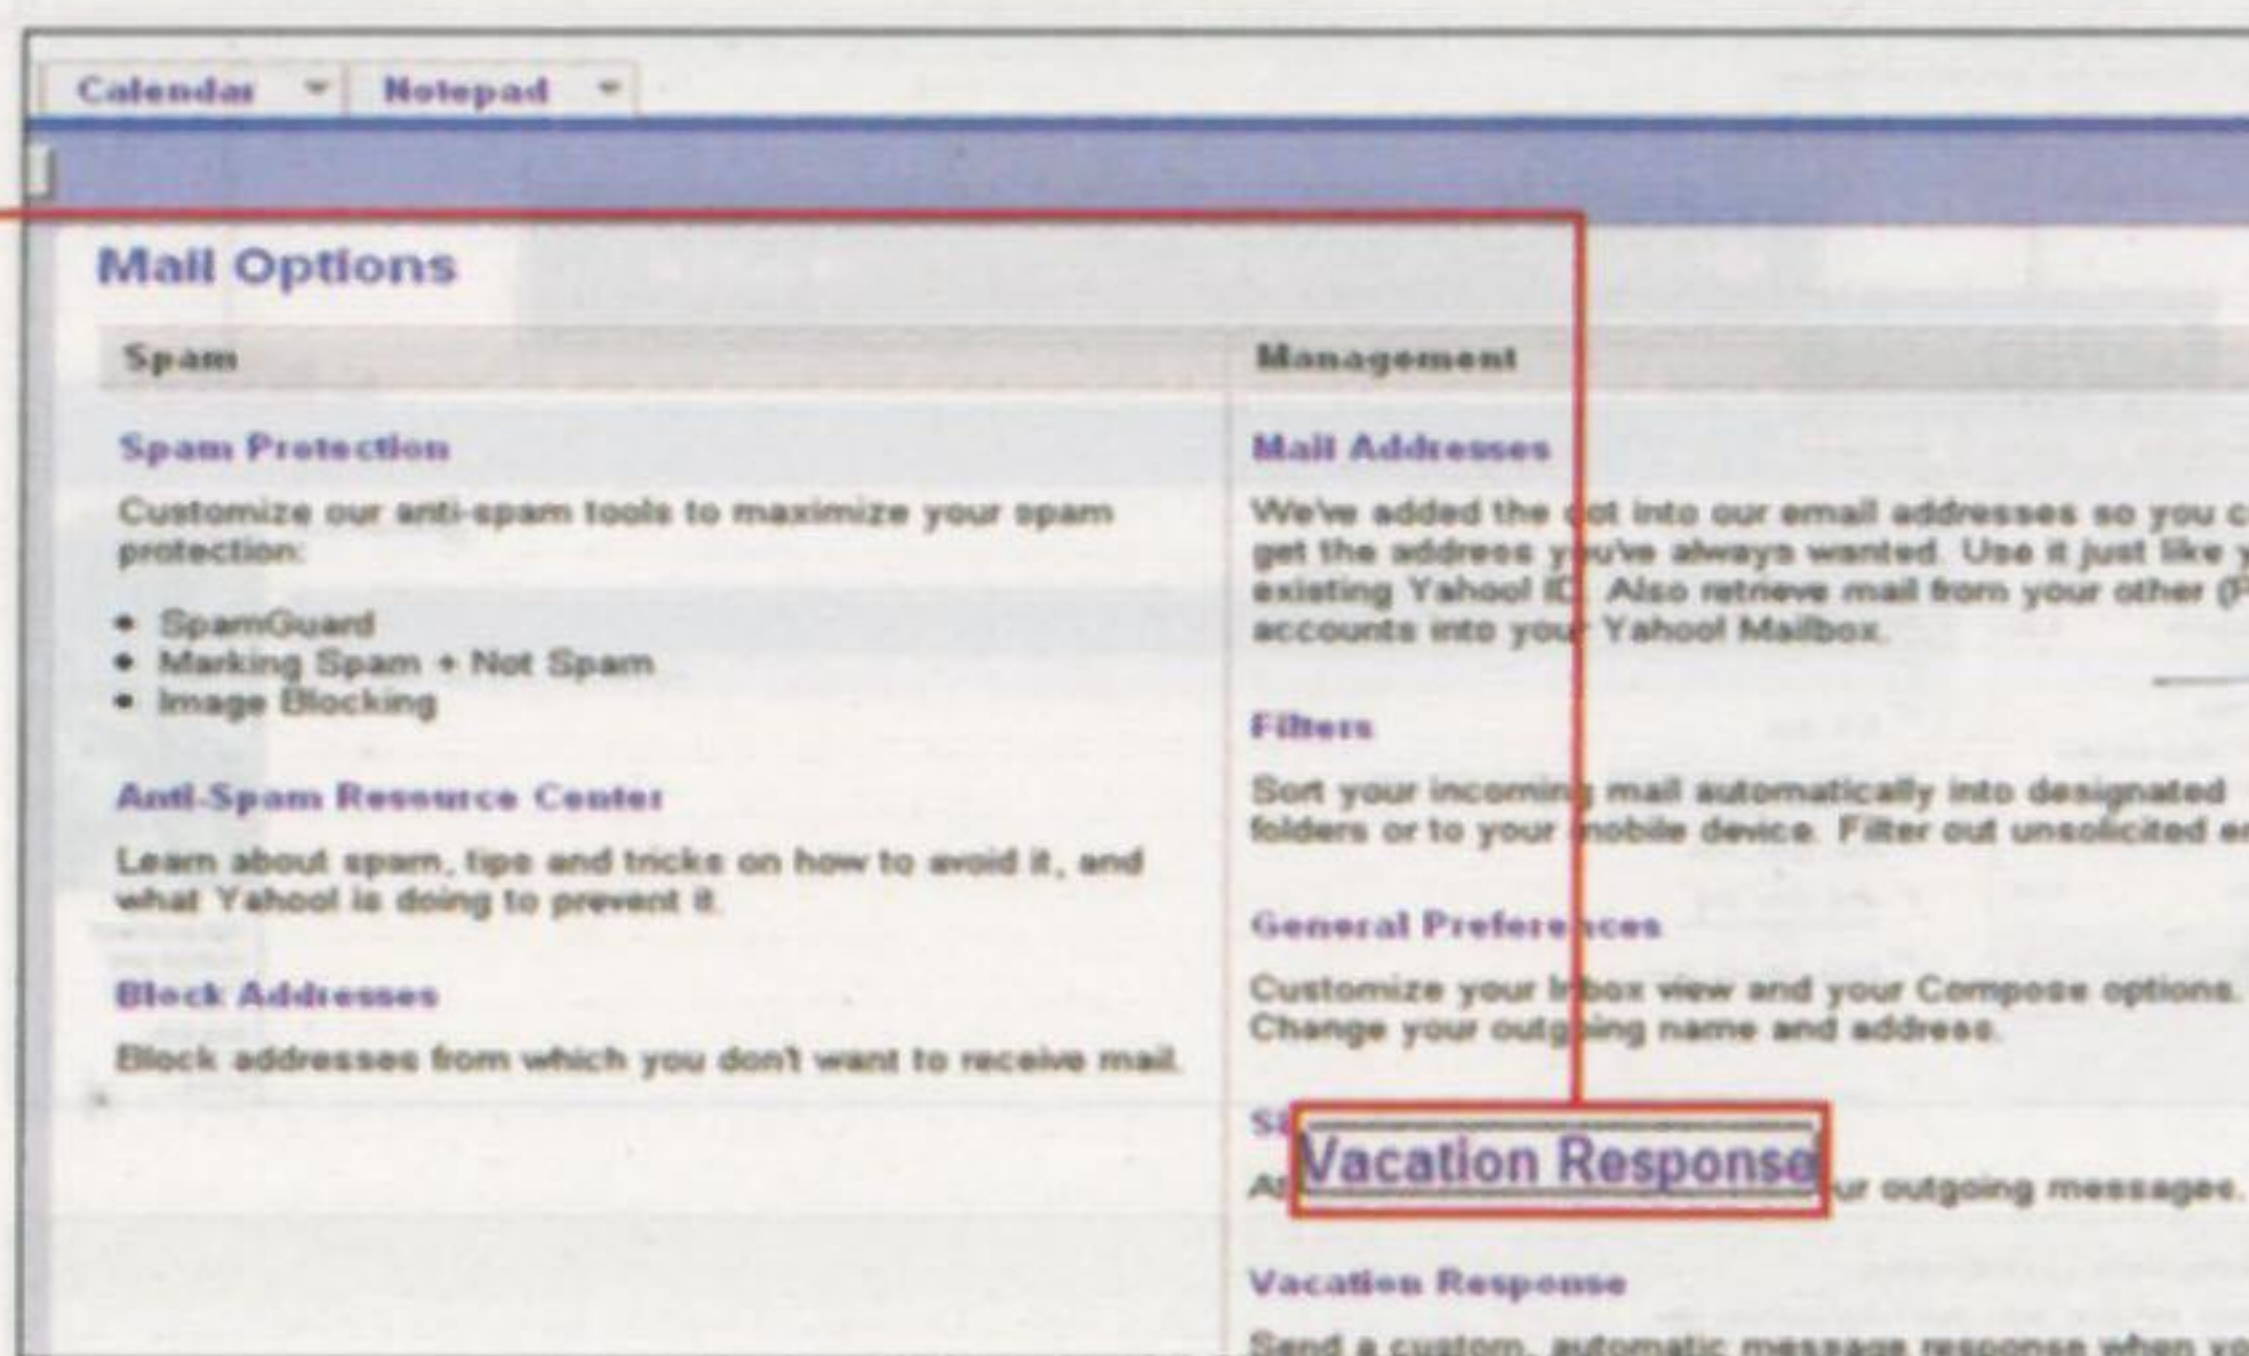 Calendar Notepad
Mail Options
Spam
Spam Protection
Customize our anti-spam tools to maximize your spam
protection:
• SpamGuard
• Marking Spam + Not Spam
• Image Blocking
Anti-Spam Resource Center
Learn about spam, tips and tricks on how to avoid it, and
what Yahoo! is doing to prevent it.
Block Addresses
Block addresses from which you don't want to receive mail.
Management
Mail Addresses
We've added the dot into our email addresses so you
get the address you've always wanted. Use it just like
existing Yahoo! ID. Also retrieve mail from your other
accounts into your Yahoo! Mailbox.
Filters
Sort your incoming mail automatically into designated
folders or to your mobile device. Filter out unsolicited
General Preferences
Customize your Inbox view and your Compose options.
Change your outgoing name and address.
Vacation Response
outgoing messages.
Vacation Response
Send a custom, automatic message response when